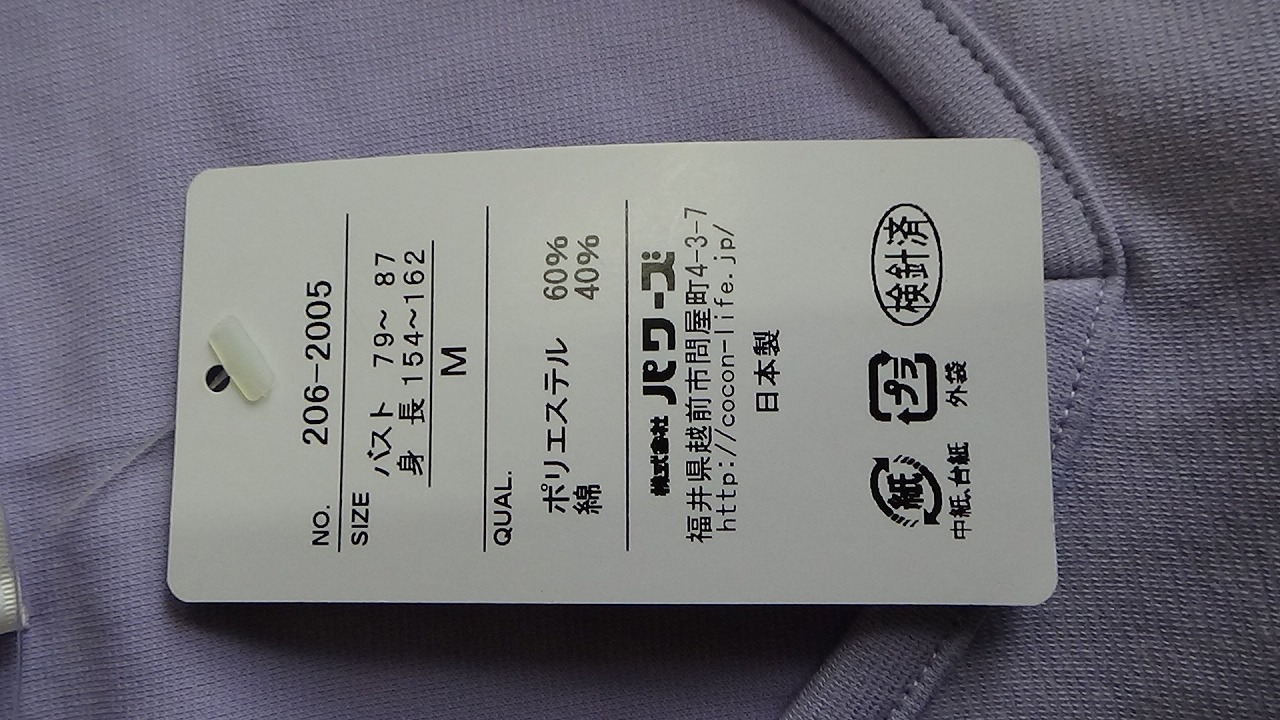 NO. 206-2005
SIZE
バスト 79～ 87
身 長 154～162
M
QUAL.
ポリエステル 60%
綿 40%
株式会社 パワーズ
福井県越前市問屋町4-3-7
http://cocon-life.jp/
日本製
紙 プラ 検針済
中紙、台紙 外袋